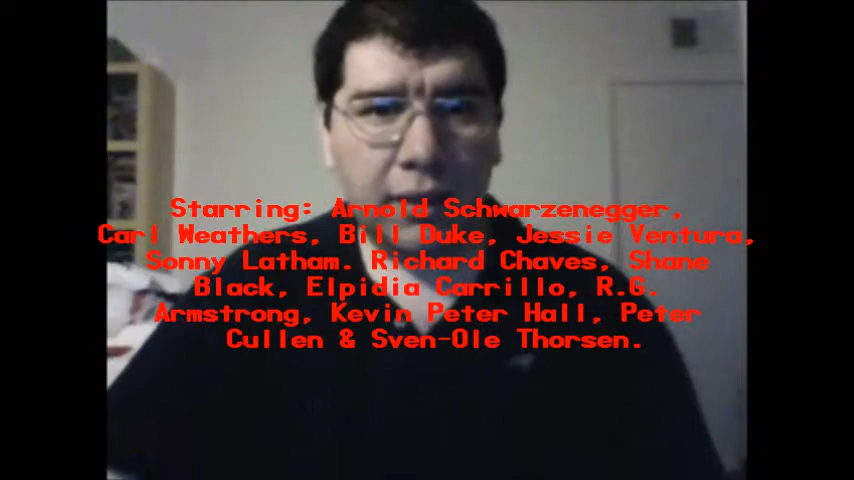 Starring: Arnold Schwarzenegger,
Carl Weathers, Bill Duke, Jessie Ventura,
Sonny Latham. Richard Chaves, Shane
Black, Elpidia Carrillo, R.G.
Armstrong, Kevin Peter Hall, Peter
Cullen & Sven-Ole Thorsen.